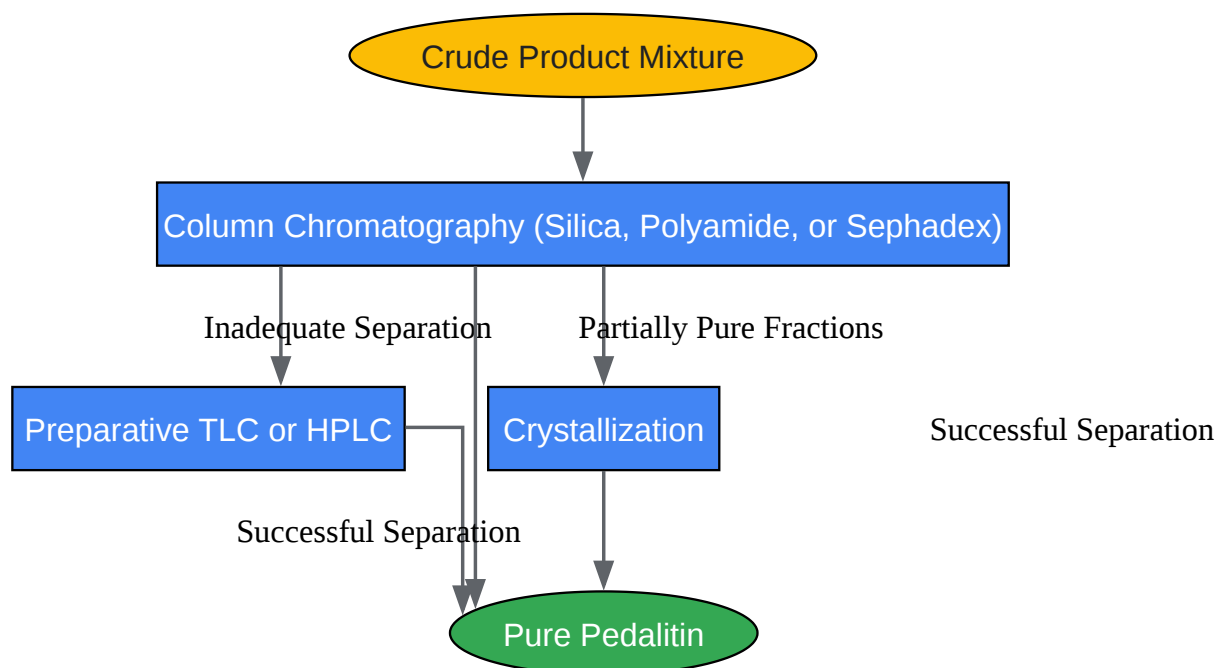 Crude Product Mixture
Column Chromatography (Silica, Polyamide, or Sephadex)
Inadequate Separation
Partially Pure Fractions
Preparative TLC or HPLC
Crystallization
Successful Separation
Successful Separation
Pure Pedalitin